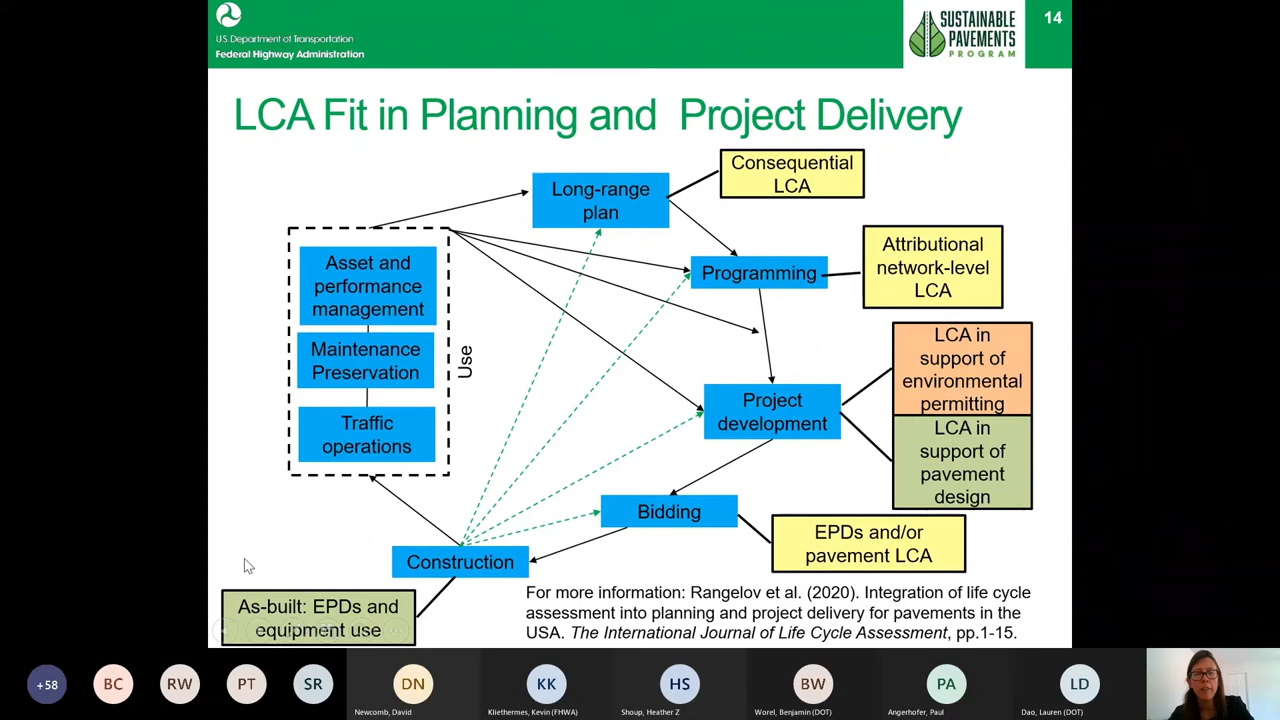 U.S. Department of Transportation
Federal Highway Administration
SUSTAINABLE
PAVEMENTS
PROGRAM
14
LCA Fit in Planning and Project Delivery
Consequential
LCA
Long-range
plan
Attributional
network-level
LCA
Programming
Asset and
performance
management
Maintenance
Preservation
Traffic
operations
Use
LCA in
support of
environmental
permitting
Project
development
LCA in
support of
pavement
design
Bidding
EPDs and/or
pavement LCA
Construction
As-built: EPDs and
equipment use
For more information: Rangelov et al. (2020). Integration of life cycle
assessment into planning and project delivery for pavements in the
USA. The International Journal of Life Cycle Assessment, pp.1-15.
+58
BC
RW
PT
SR
DN
KK
HS
BW
PA
LD
Newcomb, David
Kliethermes, Kevin (FHWA)
Shoup, Heather Z
Worel, Benjamin (DOT)
Angerhofer, Paul
Dao, Lauren (DOT)